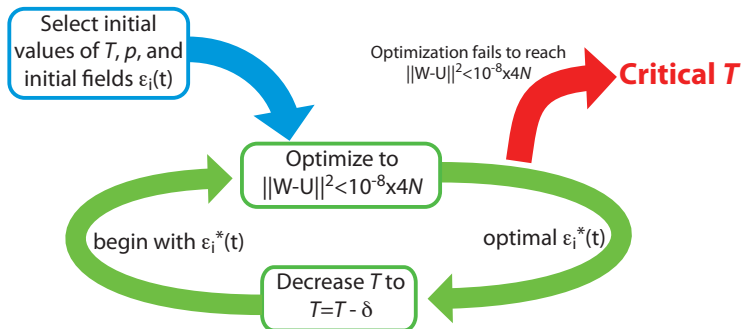 Select initial
values of T, p, and
initial fields εᵢ(t)
Optimization fails to reach
||W-U||²<10⁻⁸x4N
Critical T
Optimize to
||W-U||²<10⁻⁸x4N
begin with εᵢ*(t)
optimal εᵢ*(t)
Decrease T to
T=T - δ